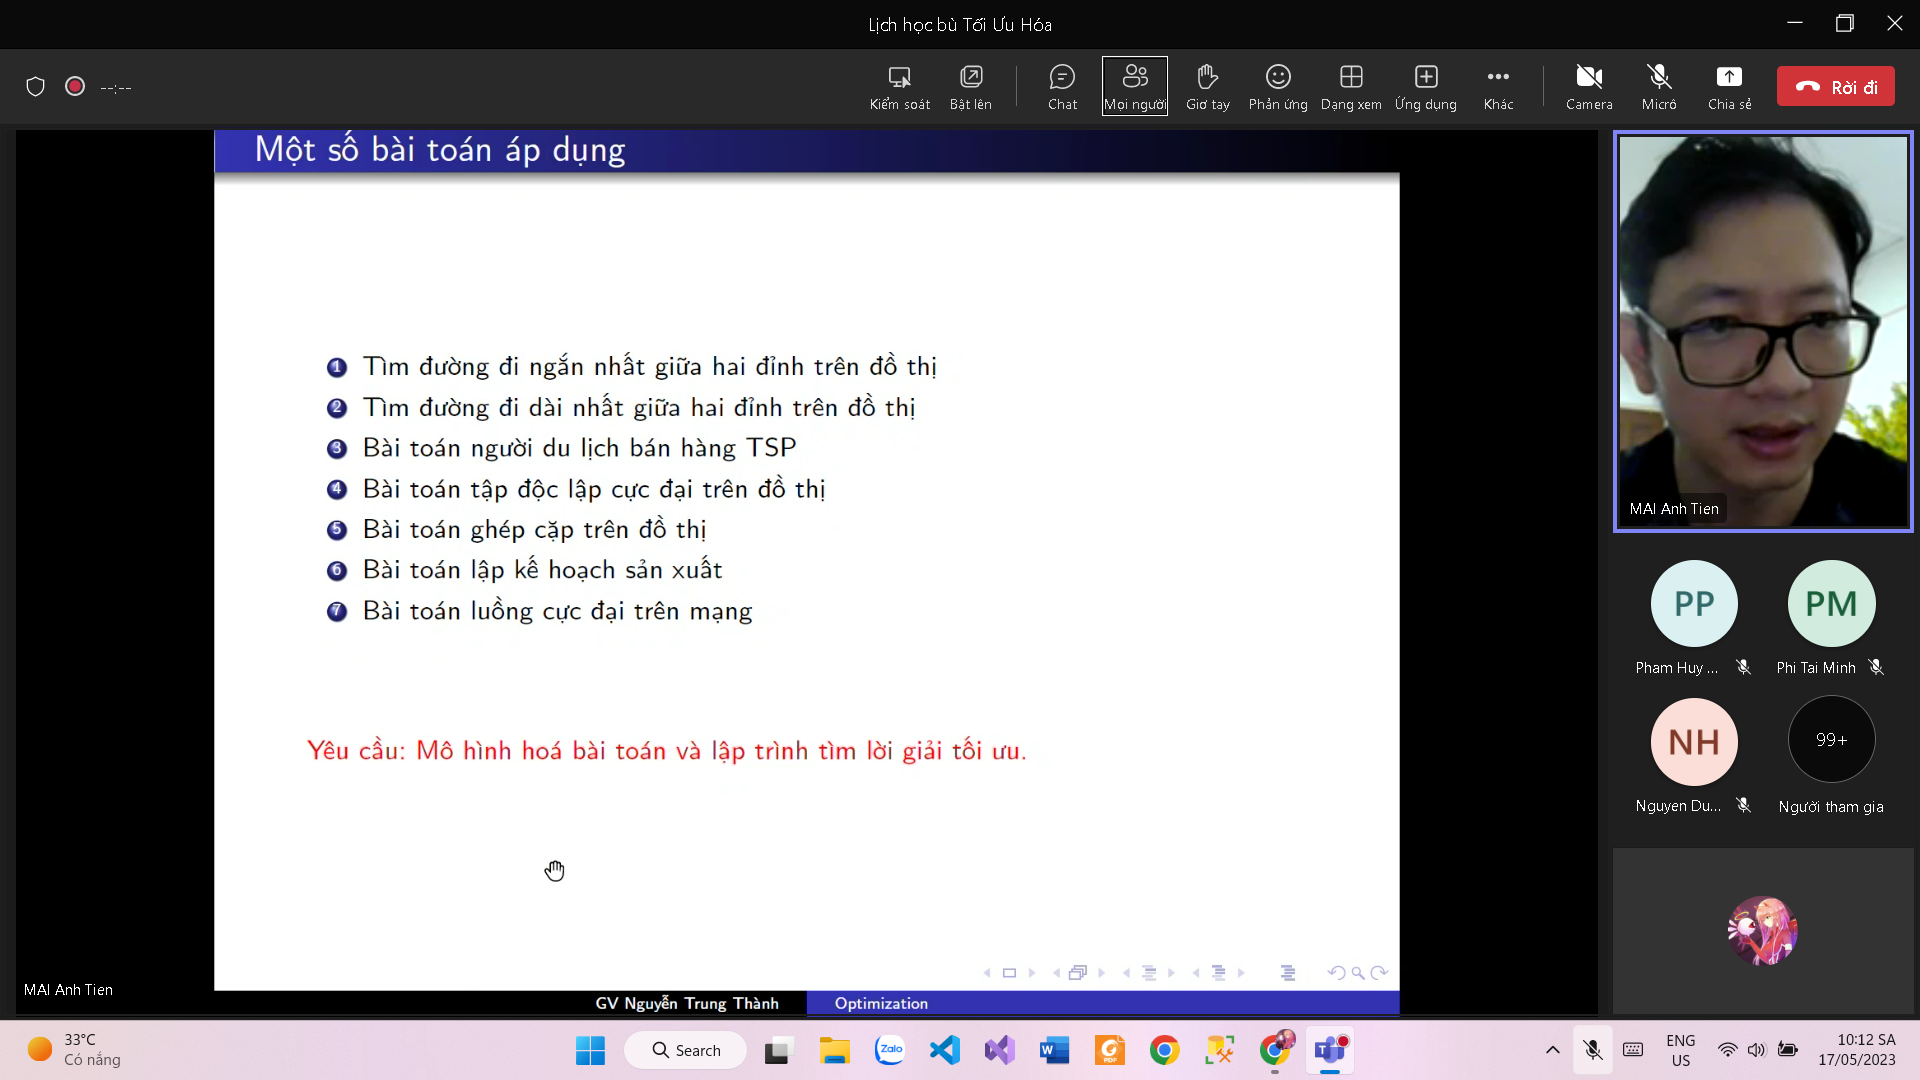 Lịch học bù Tối Ưu Hóa
--:--
Kiểm soát
Bật lên
Chat
Mọi người
Giơ tay
Phản ứng
Dạng xem
Ứng dụng
Khác
Camera
Micrô
Chia sẻ
Rời đi
Một số bài toán áp dụng
1 Tìm đường đi ngắn nhất giữa hai đỉnh trên đồ thị
2 Tìm đường đi dài nhất giữa hai đỉnh trên đồ thị
3 Bài toán người du lịch bán hàng TSP
4 Bài toán tập độc lập cực đại trên đồ thị
5 Bài toán ghép cặp trên đồ thị
6 Bài toán lập kế hoạch sản xuất
7 Bài toán luồng cực đại trên mạng
Yêu cầu: Mô hình hoá bài toán và lập trình tìm lời giải tối ưu.
GV Nguyễn Trung Thành
Optimization
MAI Anh Tien
MAI Anh Tien
PP
PM
Pham Huy ...
Phi Tai Minh
NH
99+
Nguyen Du...
Người tham gia
33°C
Có nắng
Search
Zalo
PDF
ENG
US
10:12 SA
17/05/2023